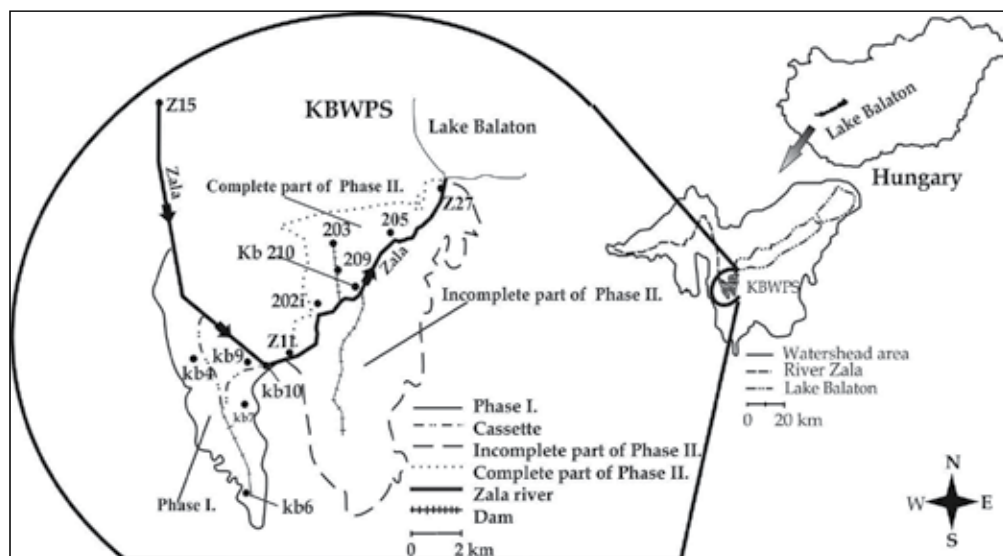 Z15
KBWPS
Lake Balaton
Zala
Complete part of Phase II.
Z27
203
205
Kb 210
209
Zala
202i
Incomplete part of Phase II.
Z11
kb9
kb4
kb10
kb7
Phase I.
kb6
Phase I.
Cassette
Incomplete part of Phase II.
Complete part of Phase II.
Zala river
Dam
0 2 km
Lake Balaton
Hungary
KBWPS
Watershead area
River Zala
Lake Balaton
0 20 km
N
W E
S